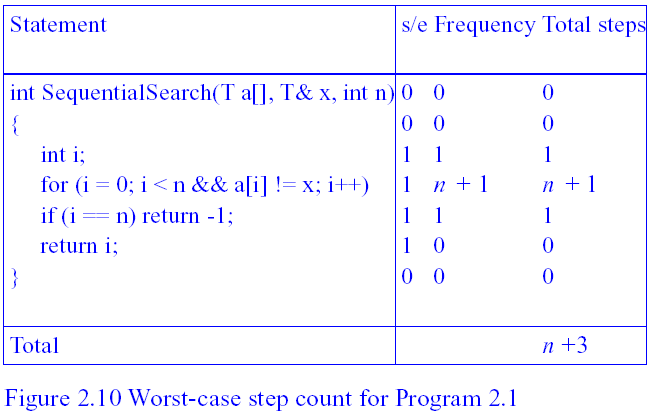 Statement s/e Frequency Total steps
int SequentialSearch(T a[], T& x, int n) 0 0 0
{ 0 0 0
int i; 1 1 1
for (i = 0; i < n && a[i] != x; i++) 1 n + 1 n + 1
if (i == n) return -1; 1 1 1
return i; 1 0 0
} 0 0 0
Total n +3
Figure 2.10 Worst-case step count for Program 2.1